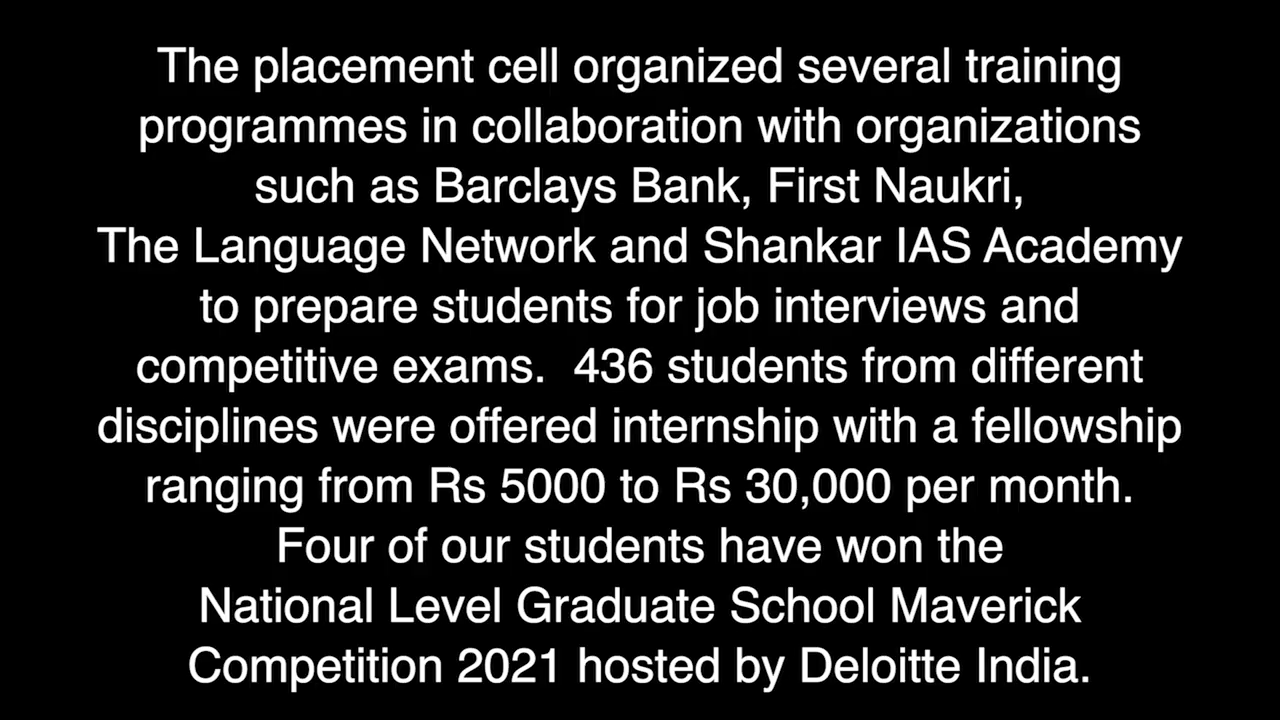 The placement cell organized several training
programmes in collaboration with organizations
such as Barclays Bank, First Naukri,
The Language Network and Shankar IAS Academy
to prepare students for job interviews and
competitive exams.  436 students from different
disciplines were offered internship with a fellowship
ranging from Rs 5000 to Rs 30,000 per month.
Four of our students have won the
National Level Graduate School Maverick
Competition 2021 hosted by Deloitte India.